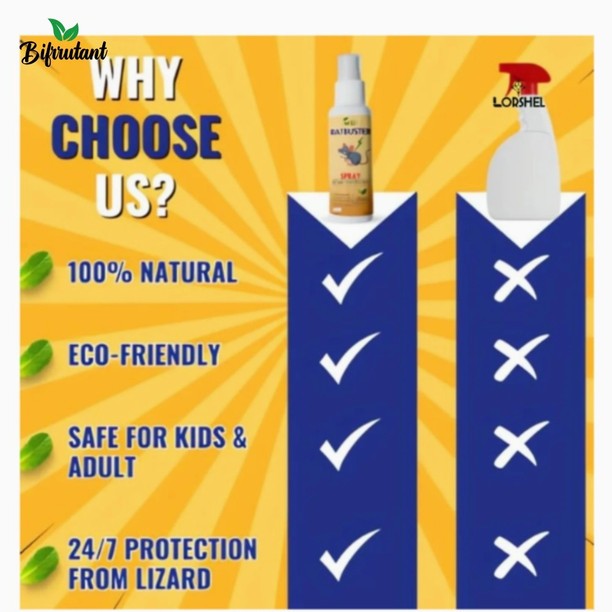 Bifrutant
WHY
CHOOSE
US?
LORSHEL
SPRAY
100% NATURAL
ECO-FRIENDLY
SAFE FOR KIDS &
ADULT
24/7 PROTECTION
FROM LIZARD